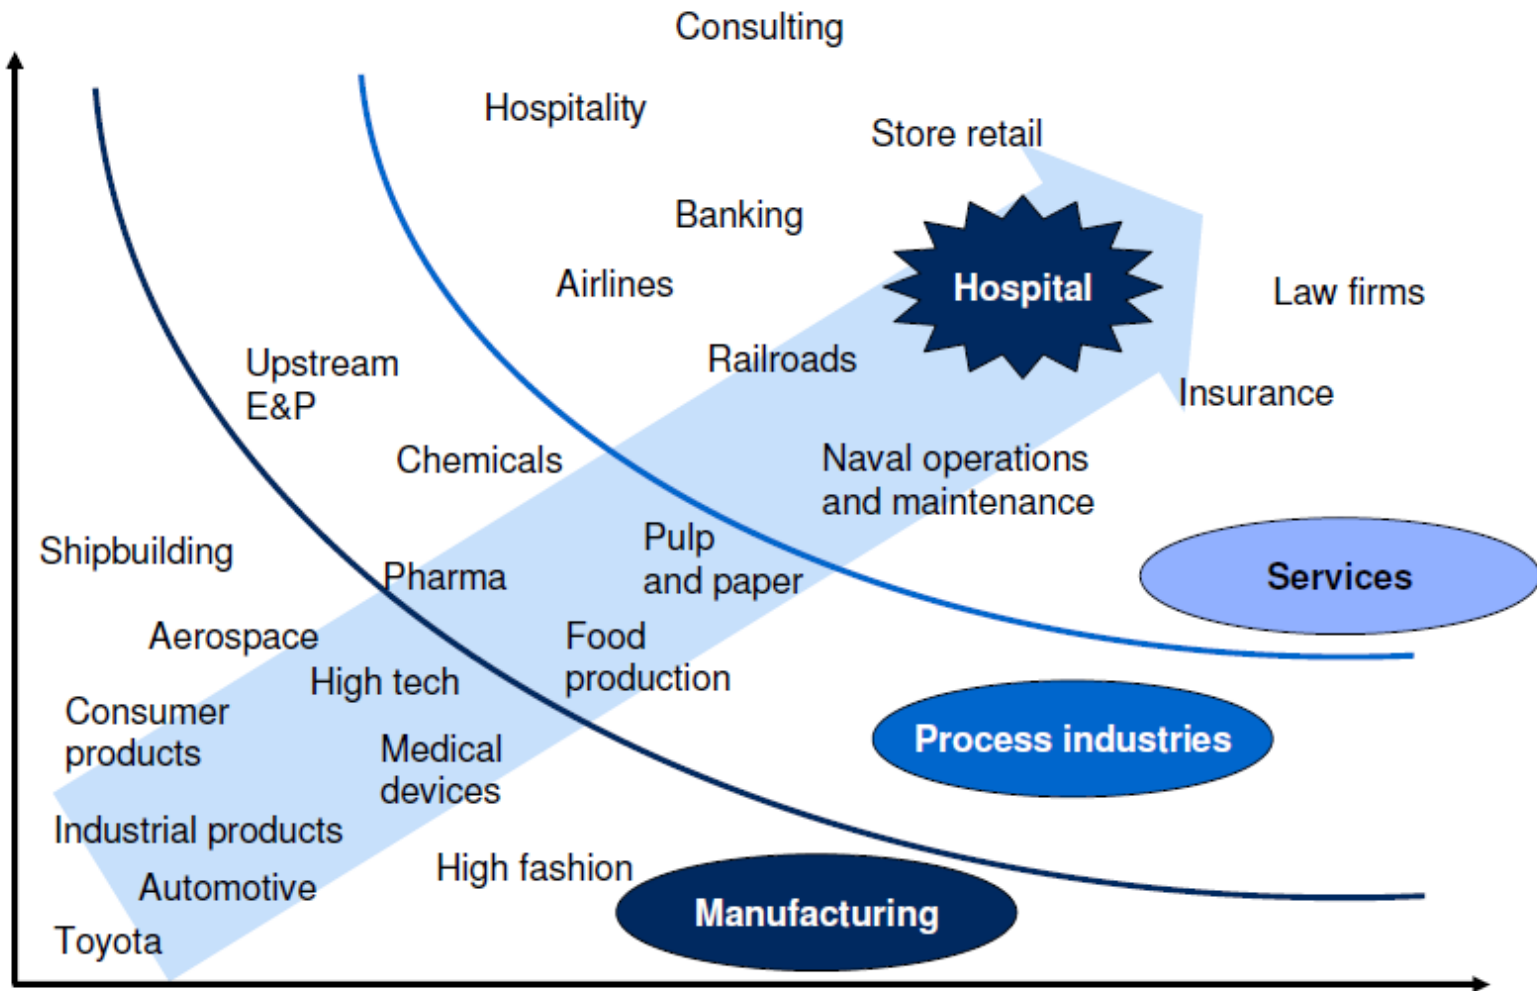 Consulting
Hospitality
Store retail
Banking
Airlines
Hospital
Law firms
Railroads
Upstream
E&P
Insurance
Chemicals
Naval operations
and maintenance
Shipbuilding
Pharma
Pulp
and paper
Services
Aerospace
Food
production
High tech
Consumer
products
Medical
devices
Process industries
Industrial products
High fashion
Automotive
Manufacturing
Toyota